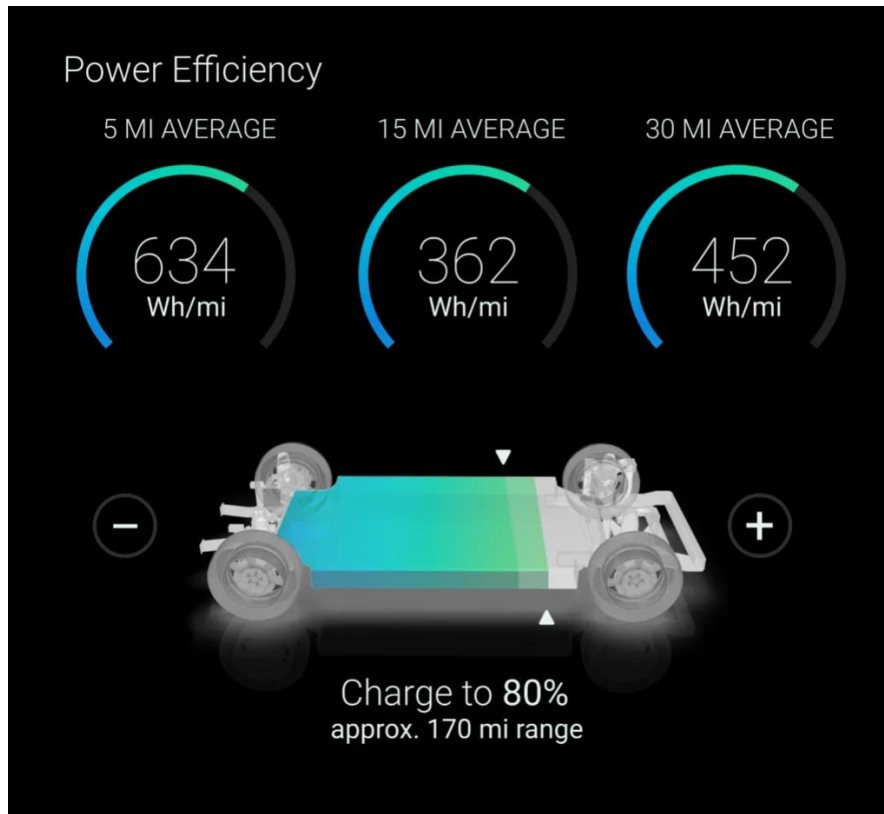 Power Efficiency
5 MI AVERAGE
15 MI AVERAGE
30 MI AVERAGE
634
Wh/mi
362
Wh/mi
452
Wh/mi
Charge to 80%
approx. 170 mi range